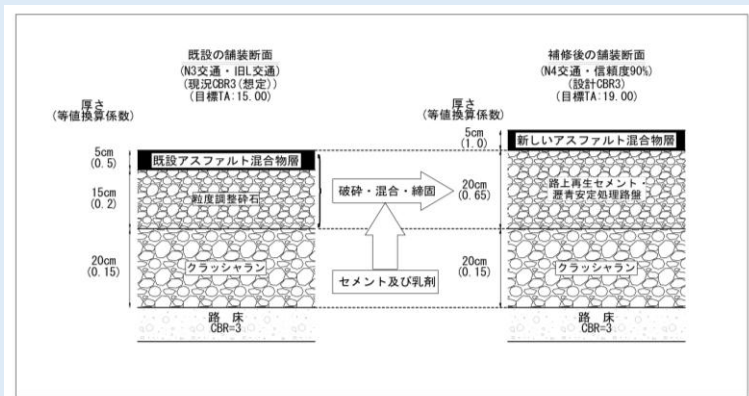 既設の舗装断面
(N3交通・旧L交通)
(現況CBR3(想定))
(目標TA:15.00)
厚さ
(等値換算係数)
5cm
(0.5)
既設アスファルト混合物層
15cm
(0.2)
粒度調整砕石
20cm
(0.15)
クラッシャラン
路 床
CBR=3
破砕・混合・締固
セメント及び乳剤
補修後の舗装断面
(N4交通・信頼度90%)
(設計CBR3)
(目標TA:19.00)
厚さ
(等値換算係数)
5cm
(1.0)
新しいアスファルト混合物層
20cm
(0.65)
路上再生セメント・
瀝青安定処理路盤
20cm
(0.15)
クラッシャラン
路 床
CBR=3